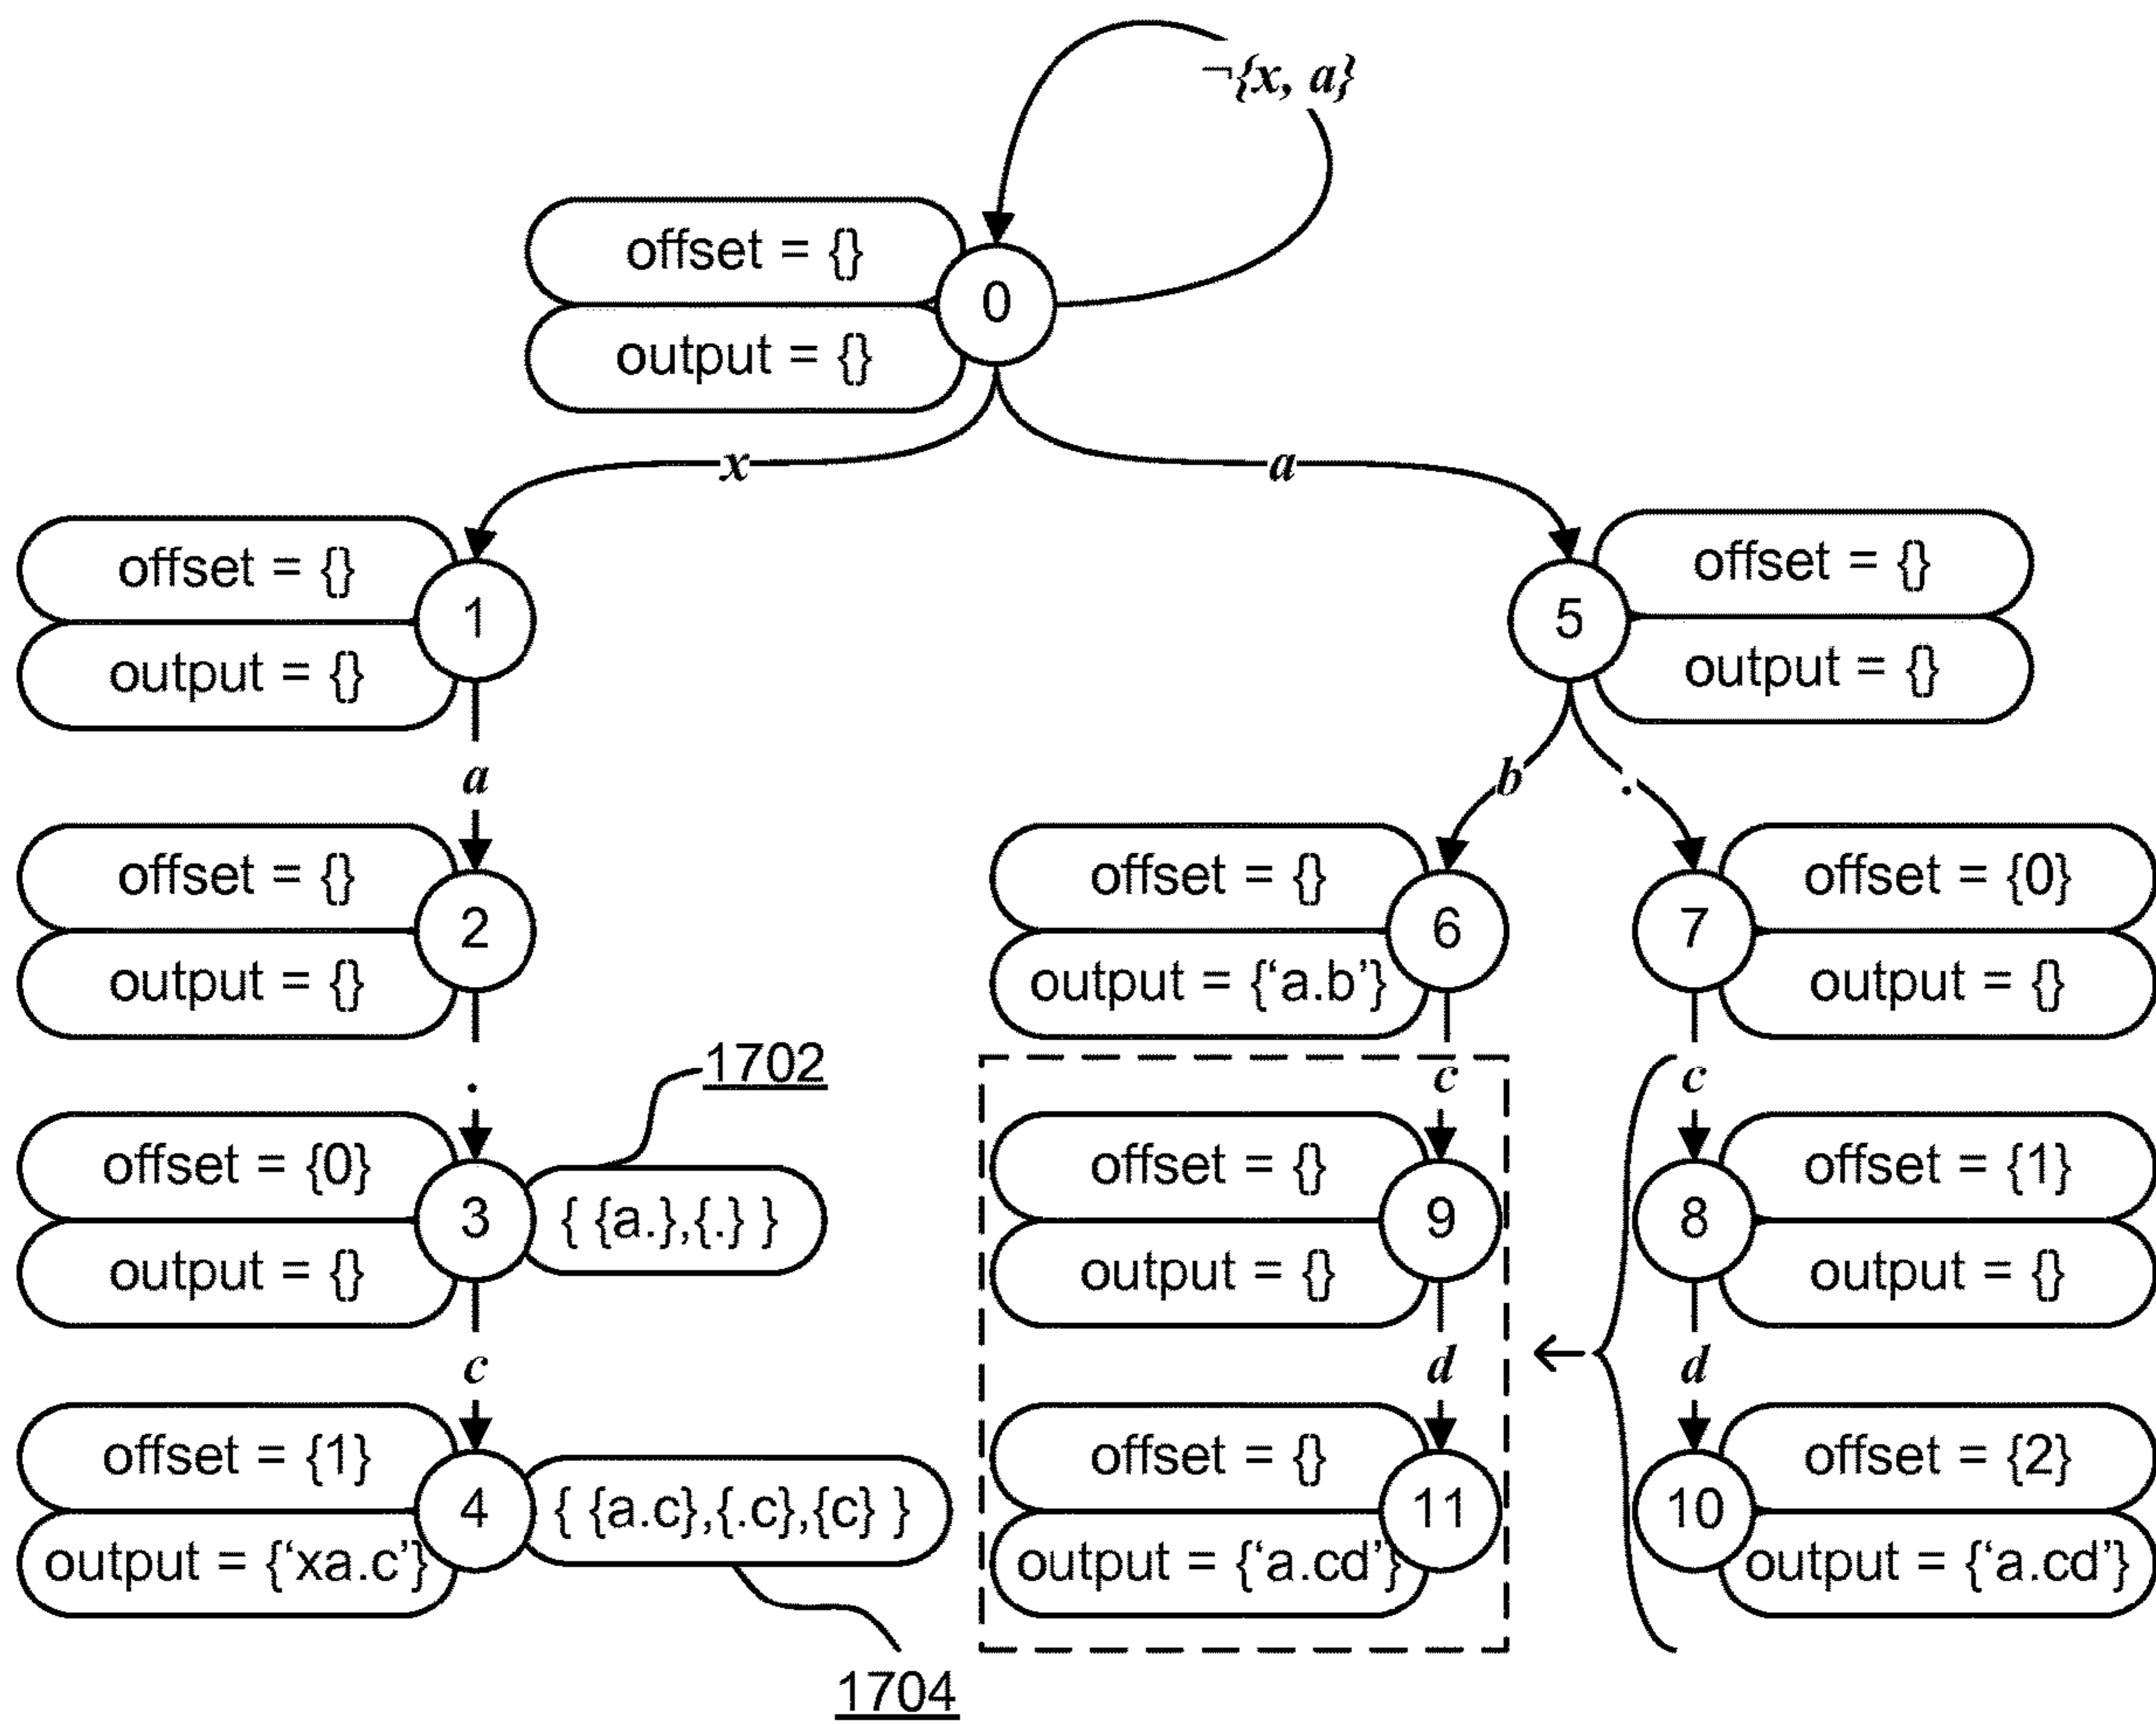 ¬{x, a}
offset = {}
0
output = {}
x
a
offset = {}
1
output = {}
offset = {}
5
output = {}
a
b
.
offset = {}
2
output = {}
offset = {}
6
output = {‘a.b’}
offset = {0}
7
output = {}
.
1702
c
c
offset = {0}
3
{ {a.},{.} }
output = {}
offset = {}
9
output = {}
offset = {1}
8
output = {}
c
d
d
offset = {1}
4
{ {a.c},{.c},{c} }
output = {‘xa.c’}
offset = {}
11
output = {‘a.cd’}
offset = {2}
10
output = {‘a.cd’}
1704